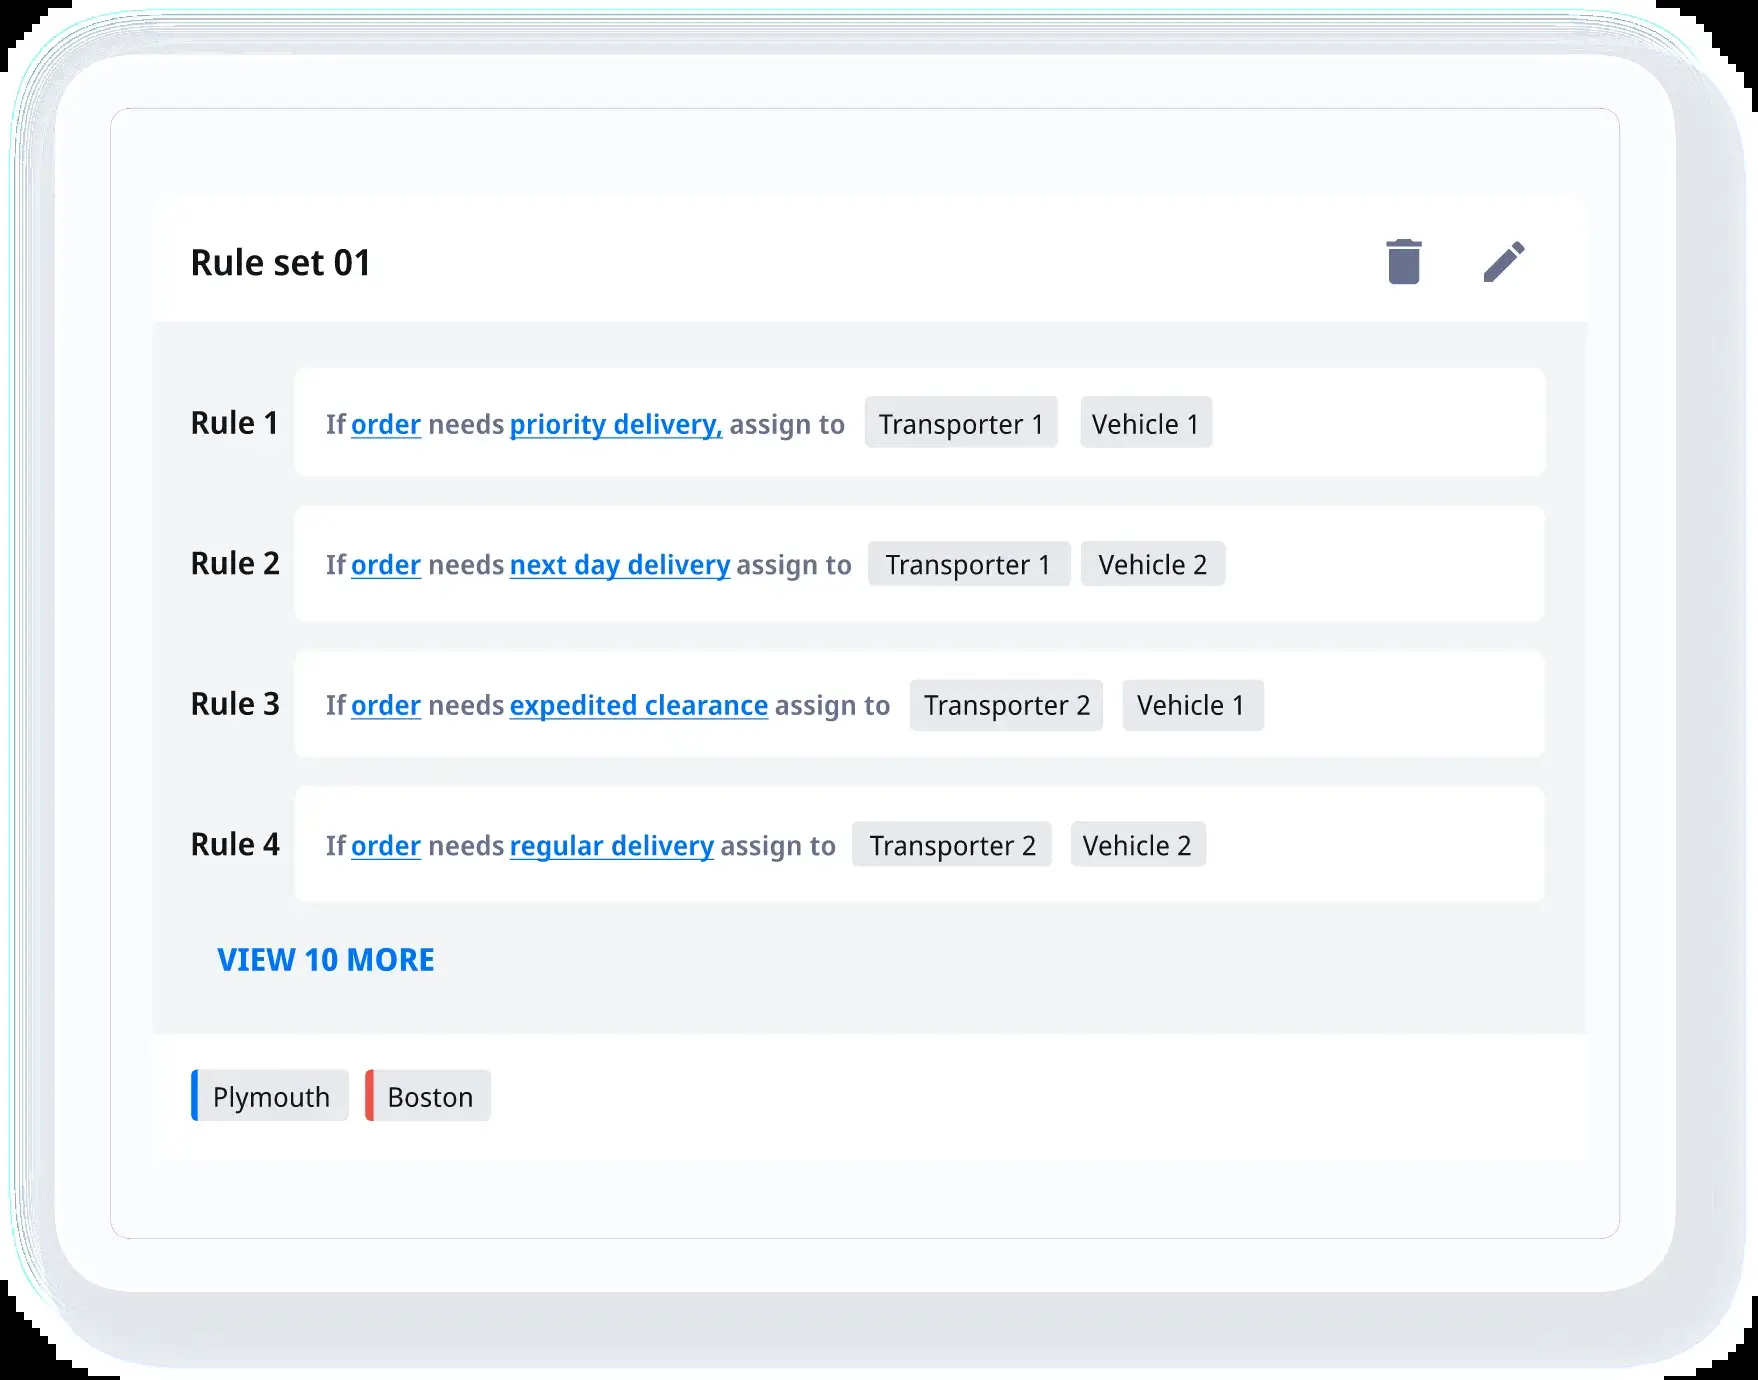 Rule set 01
Rule 1 If order needs priority delivery, assign to Transporter 1 Vehicle 1
Rule 2 If order needs next day delivery assign to Transporter 1 Vehicle 2
Rule 3 If order needs expedited clearance assign to Transporter 2 Vehicle 1
Rule 4 If order needs regular delivery assign to Transporter 2 Vehicle 2
VIEW 10 MORE
Plymouth Boston